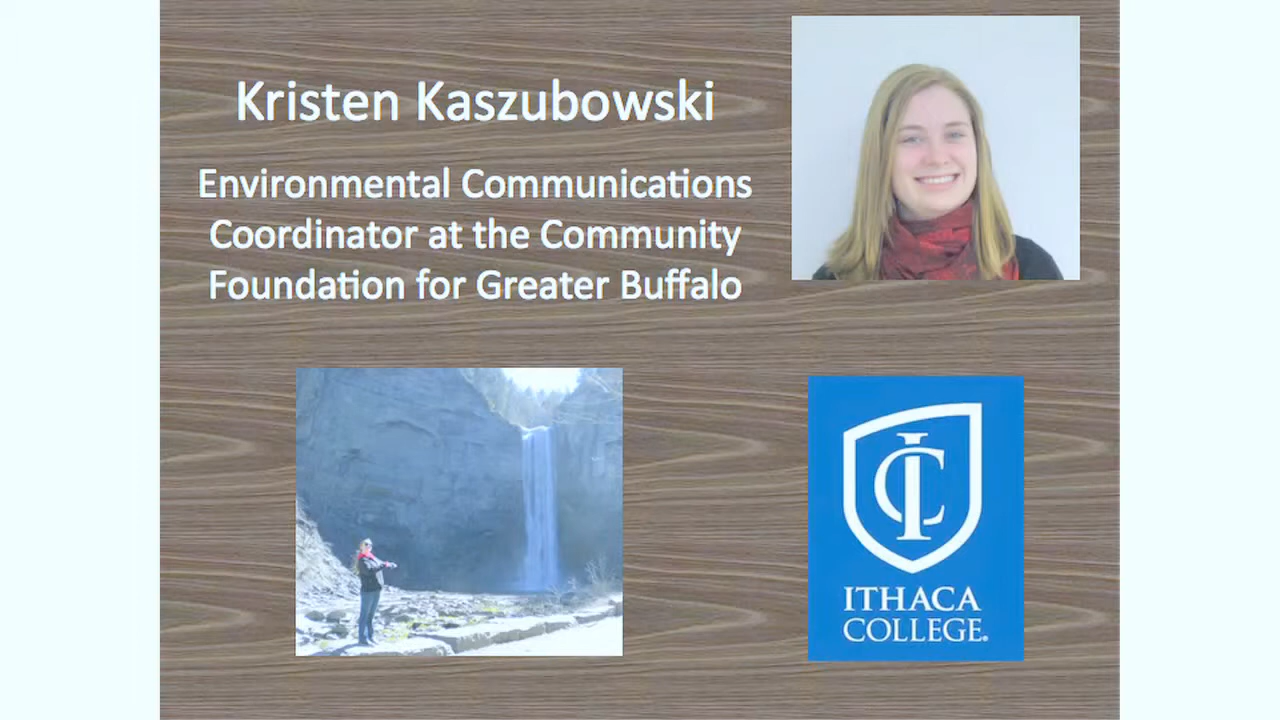 Kristen Kaszubowski
Environmental Communications
Coordinator at the Community
Foundation for Greater Buffalo
IC
ITHACA
COLLEGE.